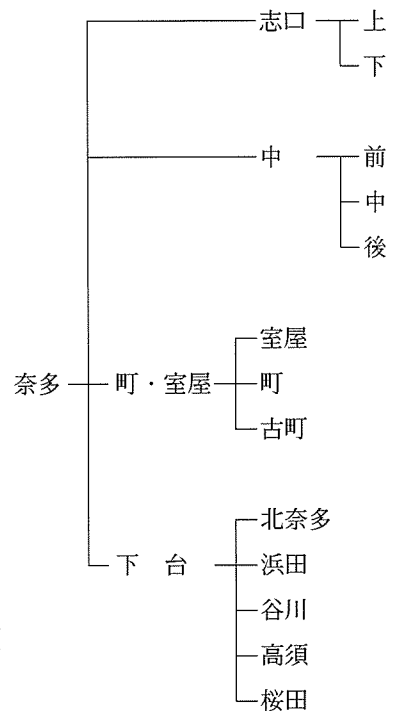 志口 上
下
中 前
中
後
室屋
奈多 町・室屋 町
古町
北奈多
下台 浜田
谷川
高須
桜田